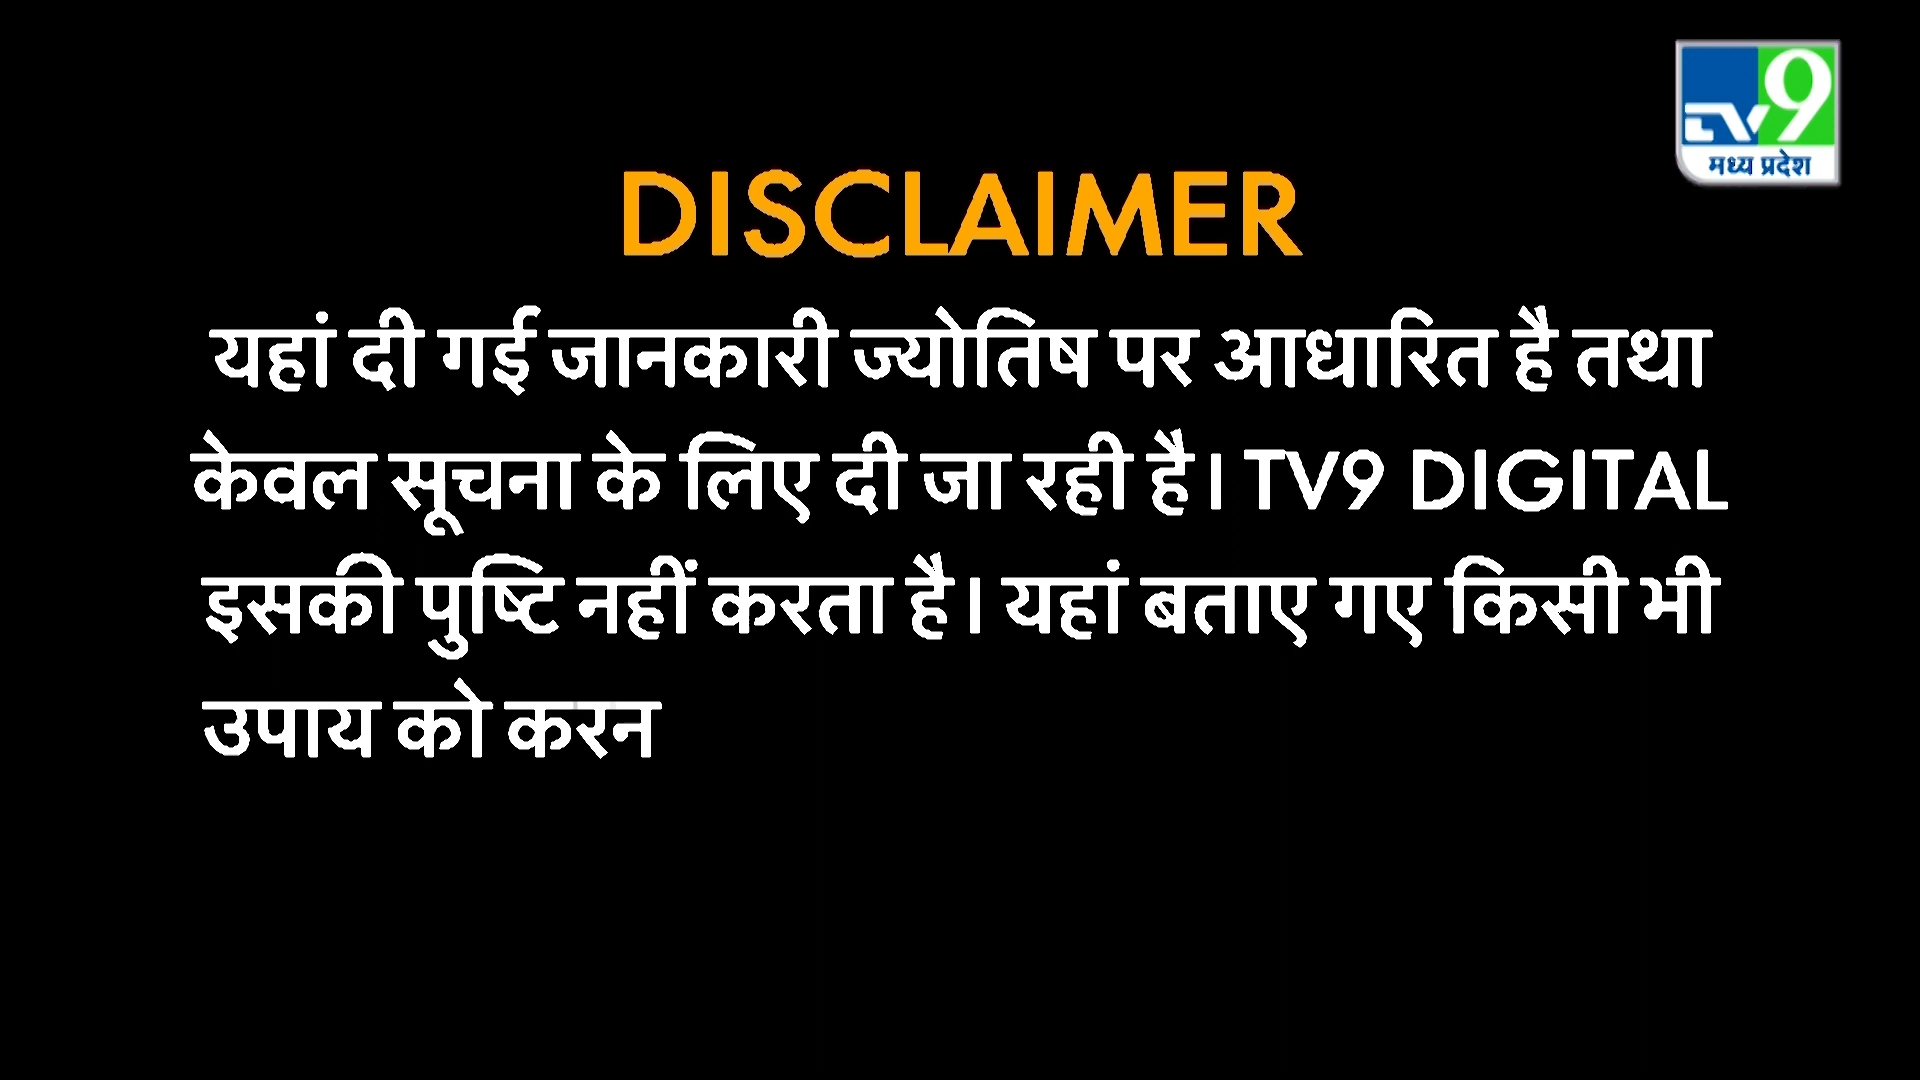 TV9
मध्य प्रदेश
DISCLAIMER
यहां दी गई जानकारी ज्योतिष पर आधारित है तथा
केवल सूचना के लिए दी जा रही है। TV9 DIGITAL
इसकी पुष्टि नहीं करता है। यहां बताए गए किसी भी
उपाय को करन